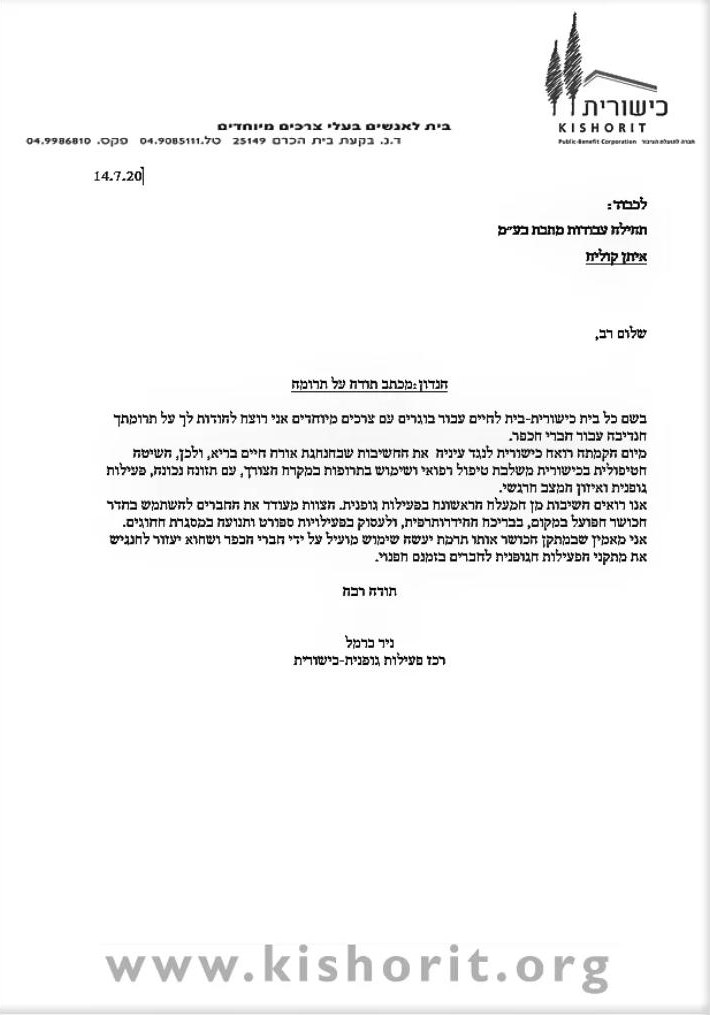 כישורית
KISHORIT
Public-Benefit Corporation חברה לתועלת הציבור
בית לאנשים בעלי צרכים מיוחדים
ד.נ. בקעת בית הכרם 25149 טל.04.9085111 פקס. 04.9986810
14.7.20
לכבוד:
תהילה עבודות מתכת בע"מ
איתן קוליה
שלום רב,
הנדון: מכתב תודה על תרומה
בשם כל בית כישורית-בית לחיים עבור בוגרים עם צרכים מיוחדים אני רוצה להודות לך על תרומתך
הנדיבה עבור חברי הכפר.
מיום הקמתה רואה כישורית לנגד עיניה את החשיבות שבהנהגת אורח חיים בריא, ולכן, השיטה
הטיפולית בכישורית משלבת טיפול רפואי ושימוש בתרופות במקרה הצורך, עם תזונה נכונה, פעילות
גופנית ואיזון המצב הרגשי.
אנו רואים חשיבות מן המעלה הראשונה בפעילות גופנית. הצוות מעודד את החברים להשתמש בחדר
הכושר הפועל במקום, בבריכה ההידרותרפית, ולעסוק בפעילויות ספורט ותנועה במסגרת החוגים.
אני מאמין שבמתקן הכושר אותו תרמת יעשה שימוש מועיל על ידי חברי הכפר ושהוא יעזור להנגיש
את מתקני הפעילות הגופנית לחברים בזמנם הפנוי.
תודה רבה
ניר כרמל
רכז פעילות גופנית-כישורית
www.kishorit.org